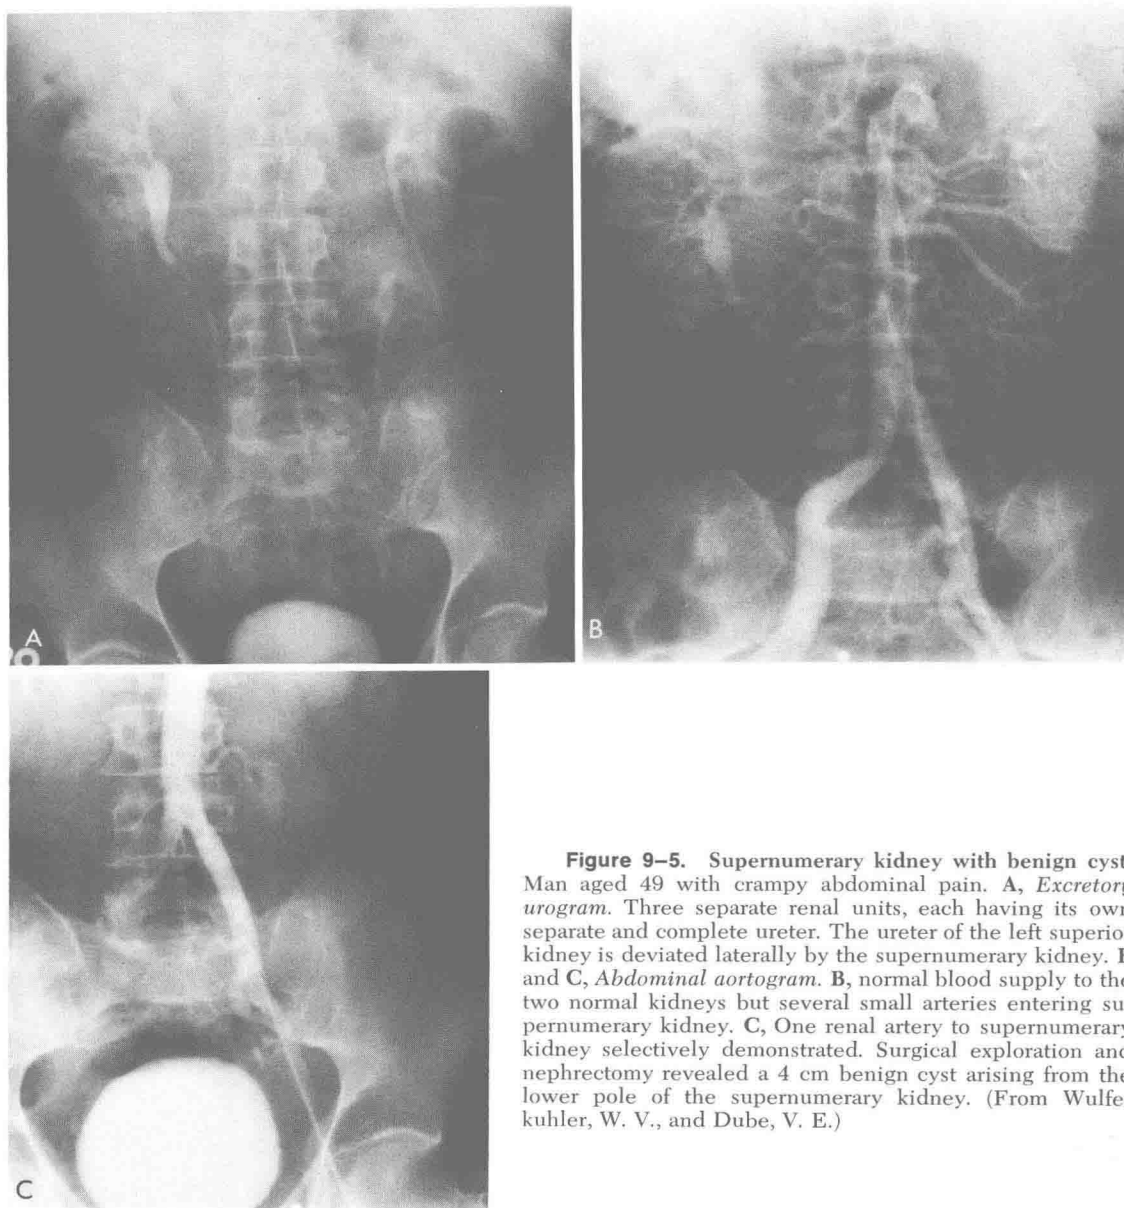 A
B
C
Figure 9–5. Supernumerary kidney with benign cyst
Man aged 49 with crampy abdominal pain. A, Excretory
urogram. Three separate renal units, each having its own
separate and complete ureter. The ureter of the left superio
kidney is deviated laterally by the supernumerary kidney. B
and C, Abdominal aortogram. B, normal blood supply to the
two normal kidneys but several small arteries entering su
pernumerary kidney. C, One renal artery to supernumerary
kidney selectively demonstrated. Surgical exploration and
nephrectomy revealed a 4 cm benign cyst arising from the
lower pole of the supernumerary kidney. (From Wulfe
kuhler, W. V., and Dube, V. E.)